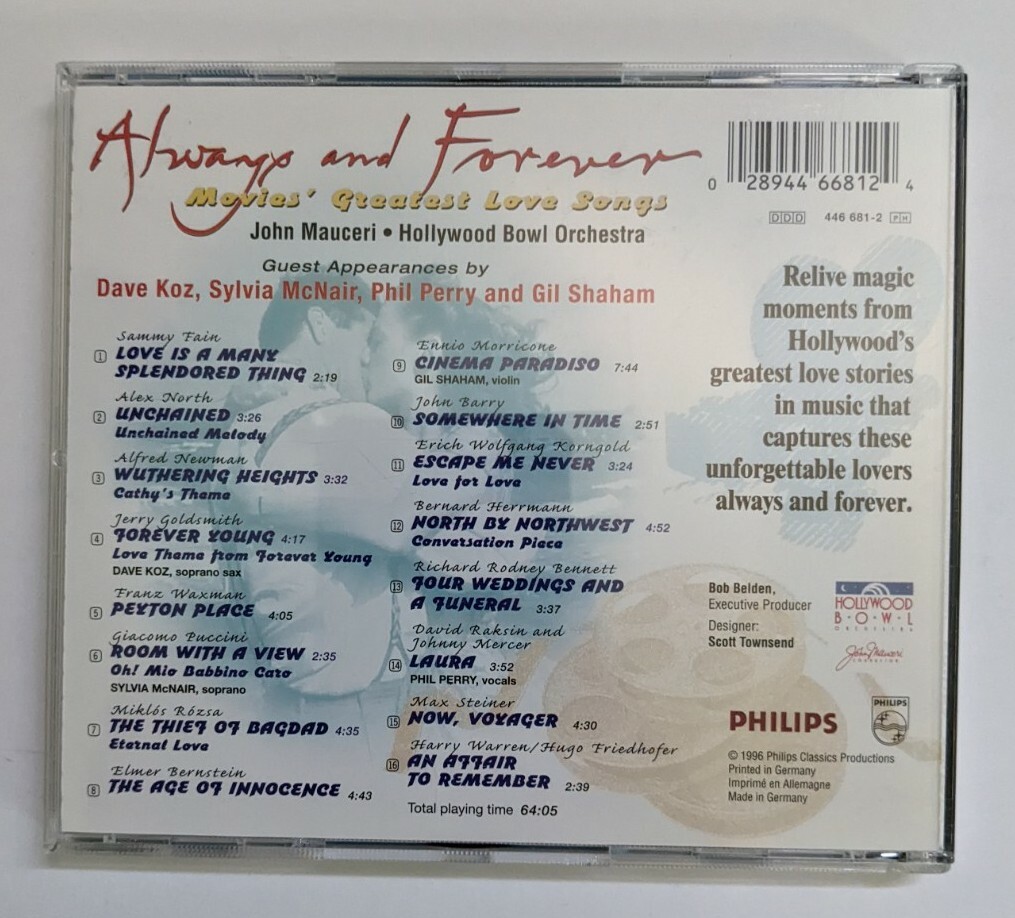 Always and Forever
Movies' Greatest Love Songs
John Mauceri • Hollywood Bowl Orchestra
Guest Appearances by
Dave Koz, Sylvia McNair, Phil Perry and Gil Shaham
0 28944 66812 4
DDD 446 681-2 PH
Sammy Fain
1 LOVE IS A MANY
SPLENDORED THING 2:19
Alex North
2 UNCHAINED 3:26
Unchained Melody
Alfred Newman
3 WUTHERING HEIGHTS 3:32
Cathy's Theme
Jerry Goldsmith
4 FOREVER YOUNG 4:17
Love Theme from Forever Young
DAVE KOZ, soprano sax
Franz Waxman
5 PEYTON PLACE 4:05
Giacomo Puccini
6 ROOM WITH A VIEW 2:35
Oh! Mio Babbino Caro
SYLVIA McNAIR, soprano
Miklós Rózsa
7 THE THIEF OF BAGDAD 4:35
Eternal Love
Elmer Bernstein
8 THE AGE OF INNOCENCE 4:43
Ennio Morricone
9 CINEMA PARADISO 7:44
GIL SHAHAM, violin
John Barry
10 SOMEWHERE IN TIME 2:51
Erich Wolfgang Korngold
11 ESCAPE ME NEVER 3:24
Love for Love
Bernard Herrmann
12 NORTH BY NORTHWEST 4:52
Conversation Piece
Richard Rodney Bennett
13 FOUR WEDDINGS AND
A FUNERAL 3:37
David Raksin and
Johnny Mercer
14 LAURA 3:52
PHIL PERRY, vocals
Max Steiner
15 NOW, VOYAGER 4:30
Harry Warren/Hugo Friedhofer
16 AN AFFAIR
TO REMEMBER 2:39
Total playing time 64:05
Relive magic
moments from
Hollywood's
greatest love stories
in music that
captures these
unforgettable lovers
always and forever.
Bob Belden,
Executive Producer
Designer:
Scott Townsend
HOLLYWOOD
B•O•W•L
ORCHESTRA
John Mauceri
PHILIPS
PHILIPS
© 1996 Philips Classics Productions
Printed in Germany
Imprimé en Allemagne
Made in Germany